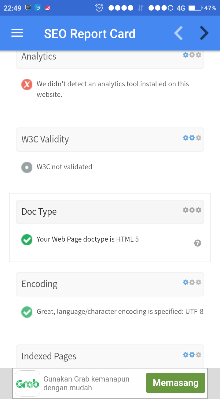 22:49
4G
47%
SEO Report Card
Analytics
We didn't detect an analytics tool installed on this
website.
W3C Validity
W3C not validated
Doc Type
Your Web Page doctype is HTML 5
Encoding
Great, language/character encoding is specified: UTF-8
Indexed Pages
Grab
Gunakan Grab kemanapun
dengan mudah
Memasang